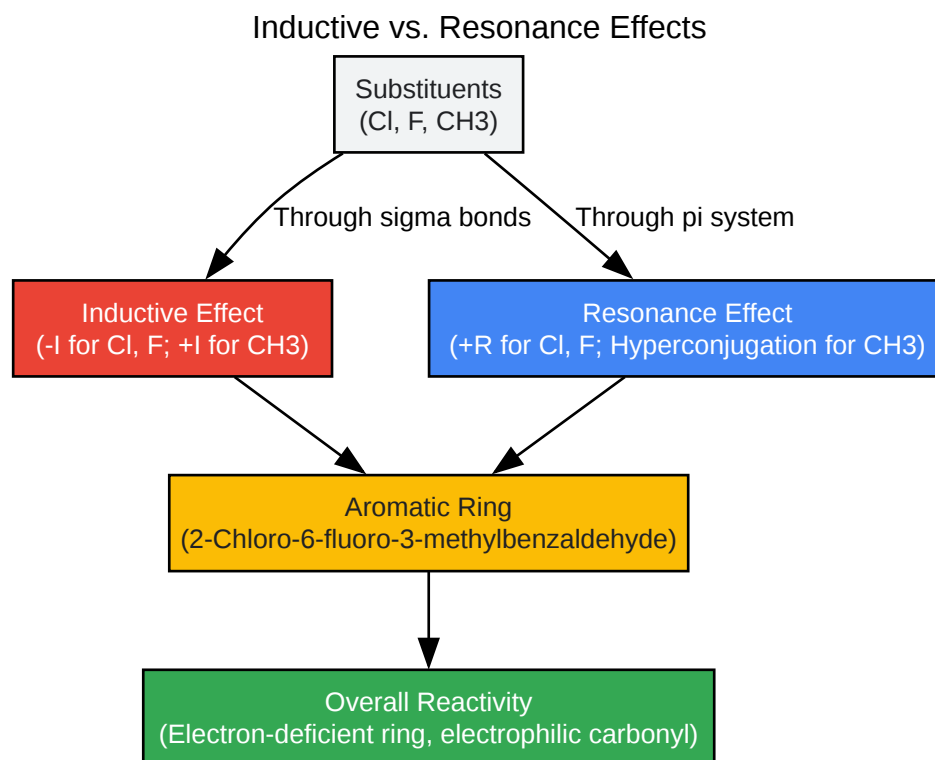 Inductive vs. Resonance Effects
Substituents
(Cl, F, CH3)
Through sigma bonds
Through pi system
Inductive Effect
(-I for Cl, F; +I for CH3)
Resonance Effect
(+R for Cl, F; Hyperconjugation for CH3)
Aromatic Ring
(2-Chloro-6-fluoro-3-methylbenzaldehyde)
Overall Reactivity
(Electron-deficient ring, electrophilic carbonyl)